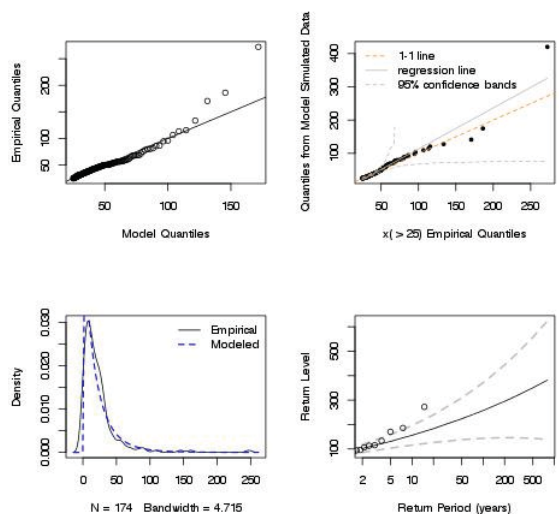 Empirical Quantiles
50
100
150
200
50
100
150
Model Quantiles
Quantiles from Model Simulated Data
100
200
300
400
1-1 line
regression line
95% confidence bands
50
100
150
200
250
x( > 25) Empirical Quantiles
Density
0.000
0.010
0.020
0.030
Empirical
Modeled
0
50
100
150
200
250
N = 174 Bandwidth = 4.715
Return Level
100
300
500
2
5
10
50
200
500
Return Period (years)